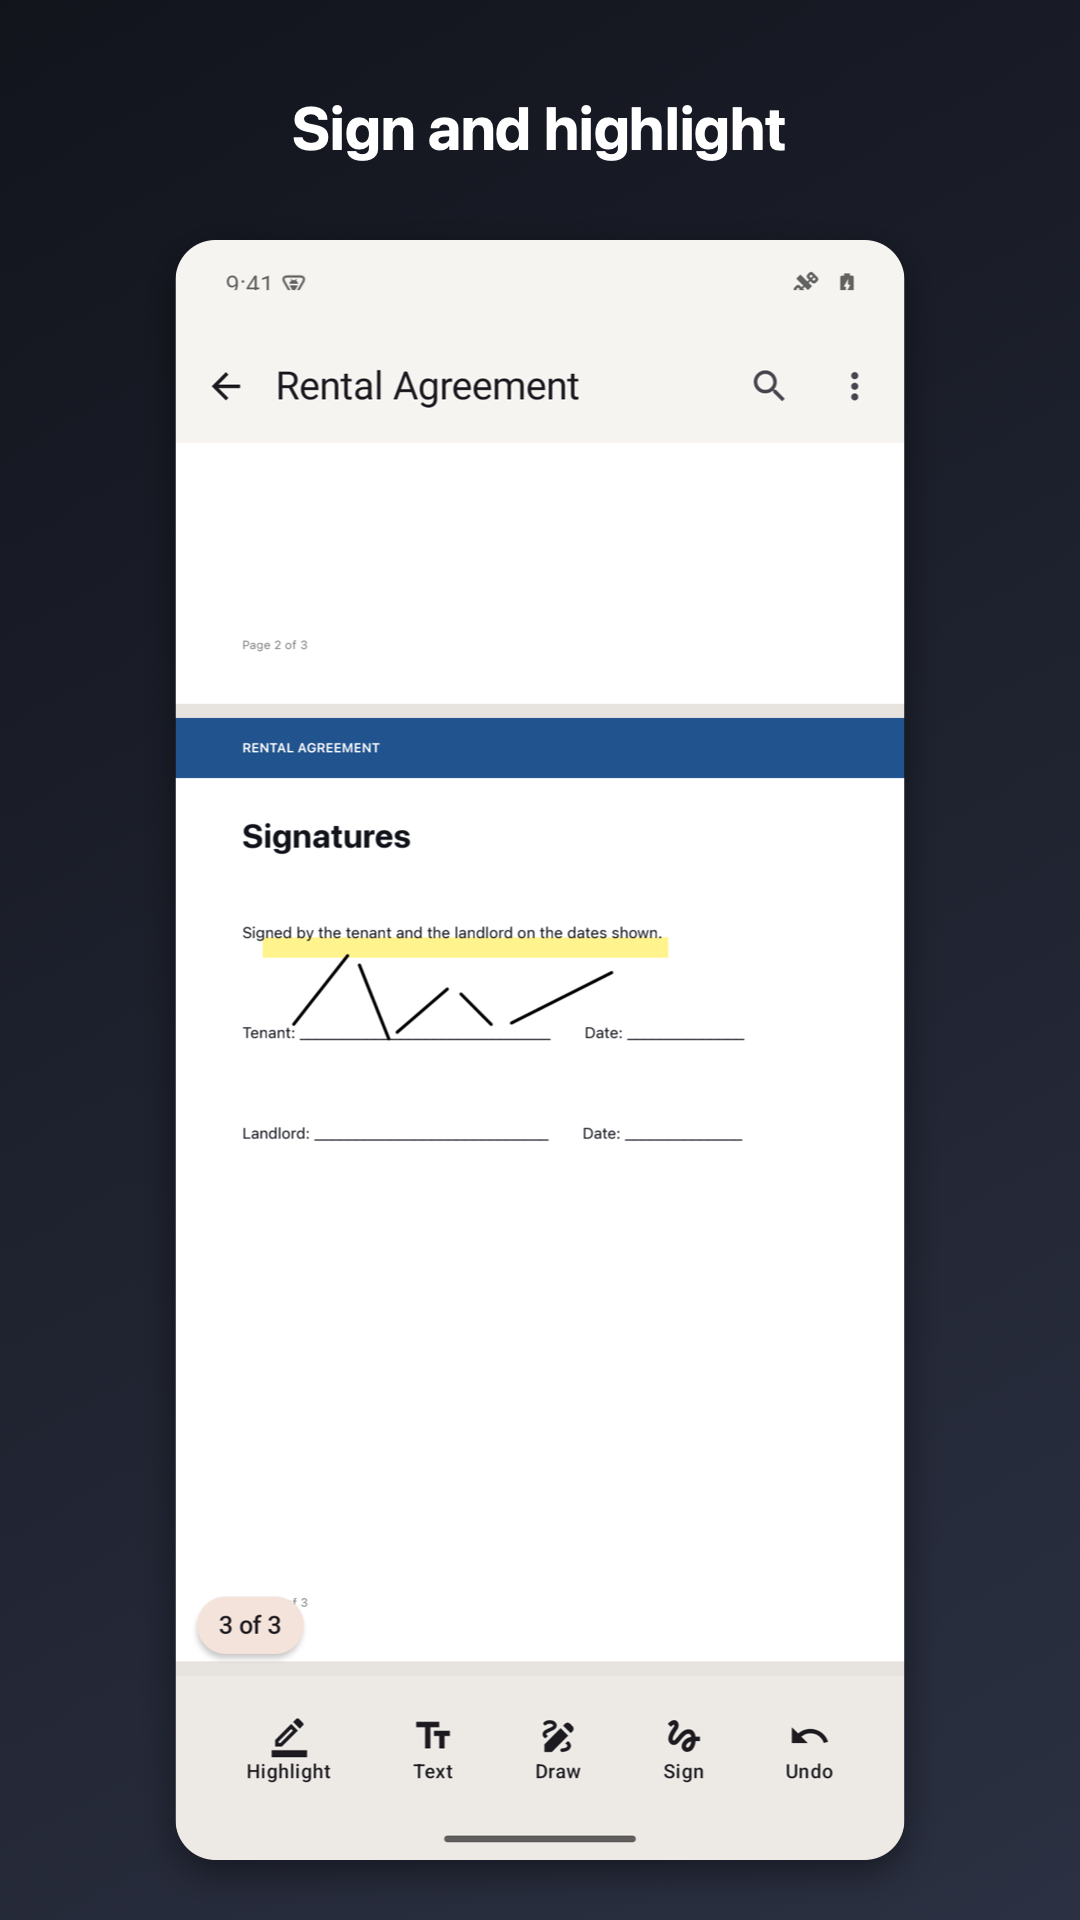 Sign and highlight
9:41
Rental Agreement
Page 2 of 3
RENTAL AGREEMENT
Signatures
Signed by the tenant and the landlord on the dates shown.
Tenant: Date:
Landlord: Date:
f 3
3 of 3
Highlight Text Draw Sign Undo